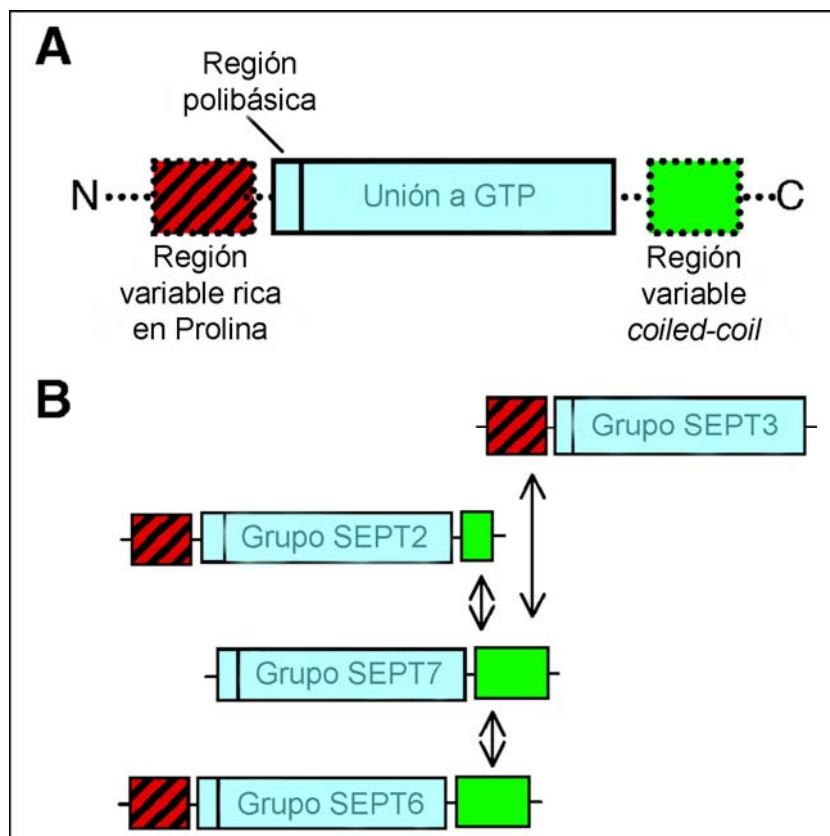 A
Región
polibásica
N
Unión a GTP
C
Región
variable rica
en Prolina
Región
variable
coiled-coil
B
Grupo SEPT3
Grupo SEPT2
Grupo SEPT7
Grupo SEPT6